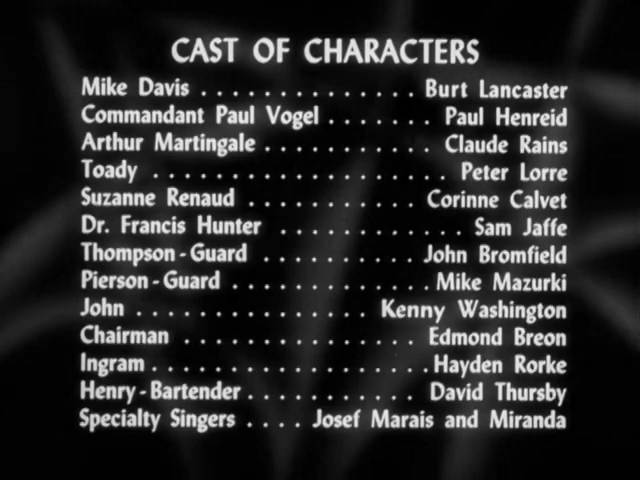 CAST OF CHARACTERS
Mike Davis . . . . . . . . . . . . . . Burt Lancaster
Commandant Paul Vogel . . . . . . . Paul Henreid
Arthur Martingale . . . . . . . . . . . Claude Rains
Toady . . . . . . . . . . . . . . . . . . . Peter Lorre
Suzanne Renaud . . . . . . . . . . . . Corinne Calvet
Dr. Francis Hunter . . . . . . . . . . . . Sam Jaffe
Thompson-Guard . . . . . . . . . . John Bromfield
Pierson-Guard . . . . . . . . . . . . . Mike Mazurki
John . . . . . . . . . . . . . . . Kenny Washington
Chairman . . . . . . . . . . . . . . . Edmond Breon
Ingram . . . . . . . . . . . . . . . . . . Hayden Rorke
Henry-Bartender . . . . . . . . . . . David Thursby
Specialty Singers . . . . Josef Marais and Miranda